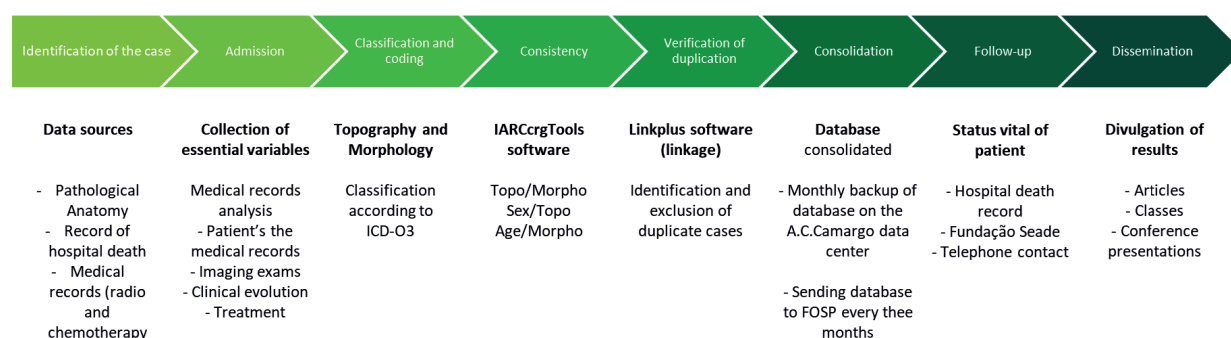 Identification of the case
Admission
Classification and
coding
Consistency
Verification of
duplication
Consolidation
Follow-up
Dissemination
Data sources
- Pathological
Anatomy
- Record of
hospital death
- Medical
records (radio
and
chemotherapy
Collection of
essential variables
Medical records
analysis
- Patient's the
medical records
- Imaging exams
- Clinical evolution
- Treatment
Topography and
Morphology
Classification
according to
ICD-O3
IARCcrgTools
software
Topo/Morpho
Sex/Topo
Age/Morpho
Linkplus software
(linkage)
Identification and
exclusion of
duplicate cases
Database
consolidated
- Monthly backup of
database on the
A.C.Camargo data
center
- Sending database
to FOSP every thee
months
Status vital of
patient
- Hospital death
record
- Fundação Seade
- Telephone contact
Divulgation of
results
- Articles
- Classes
- Conference
presentations